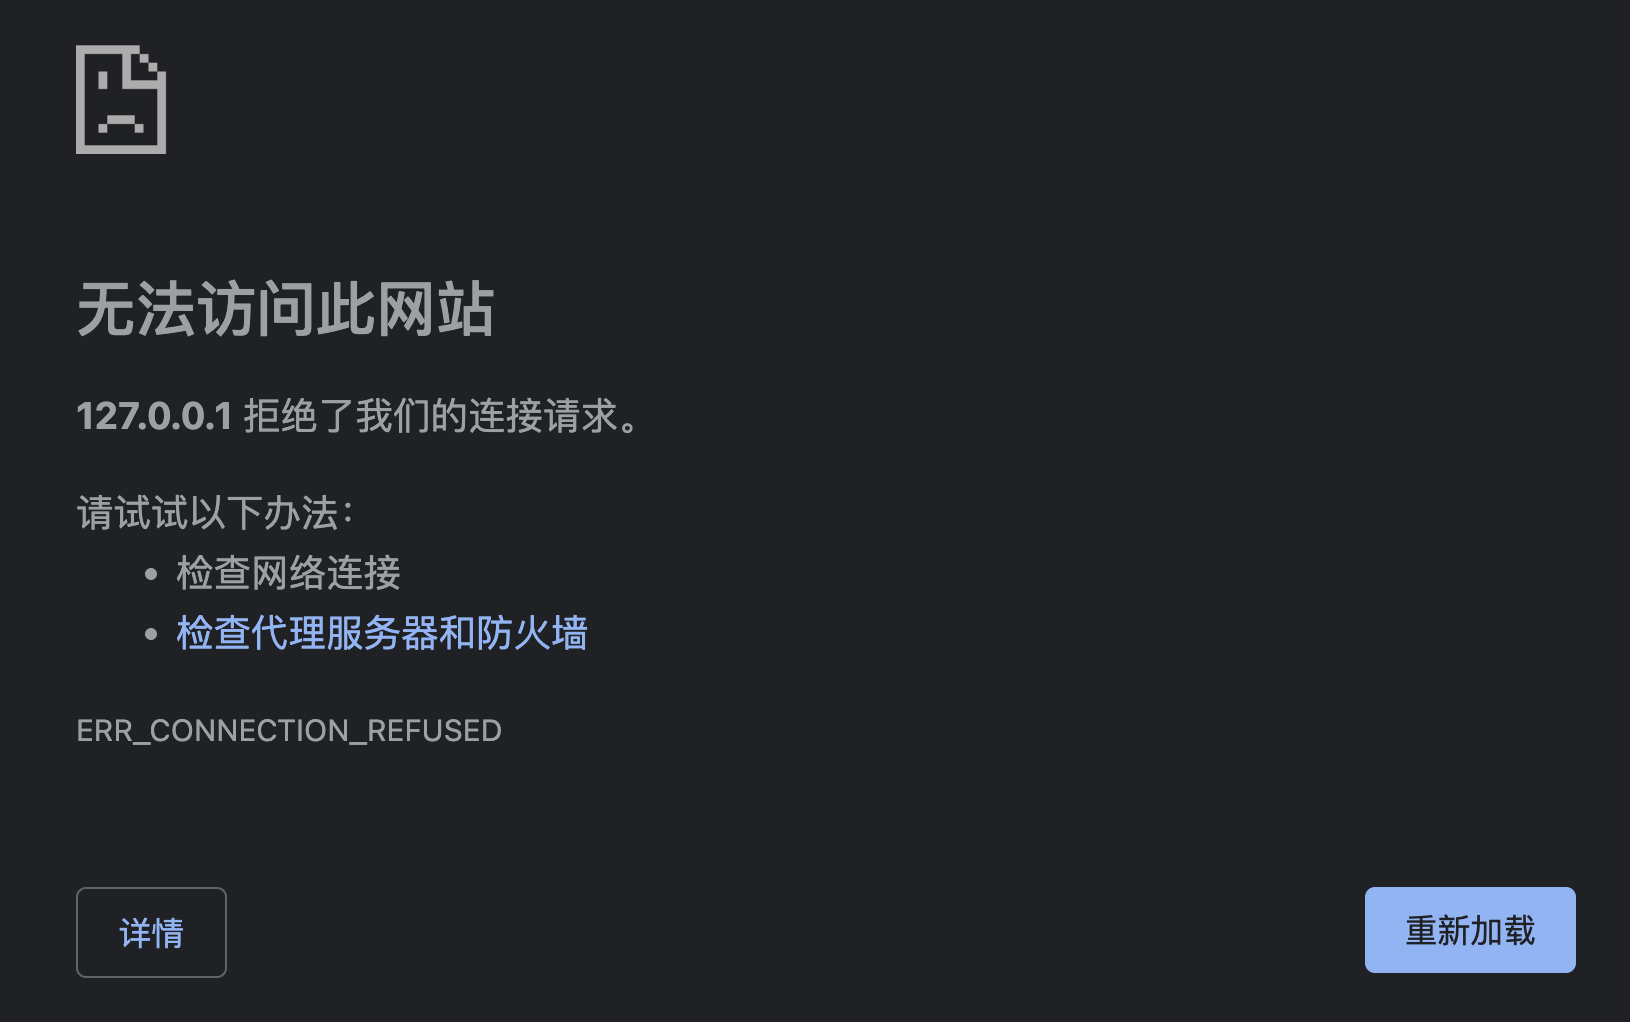 无法访问此网站
127.0.0.1 拒绝了我们的连接请求。
请试试以下办法：
• 检查网络连接
• 检查代理服务器和防火墙
ERR_CONNECTION_REFUSED
详情
重新加载